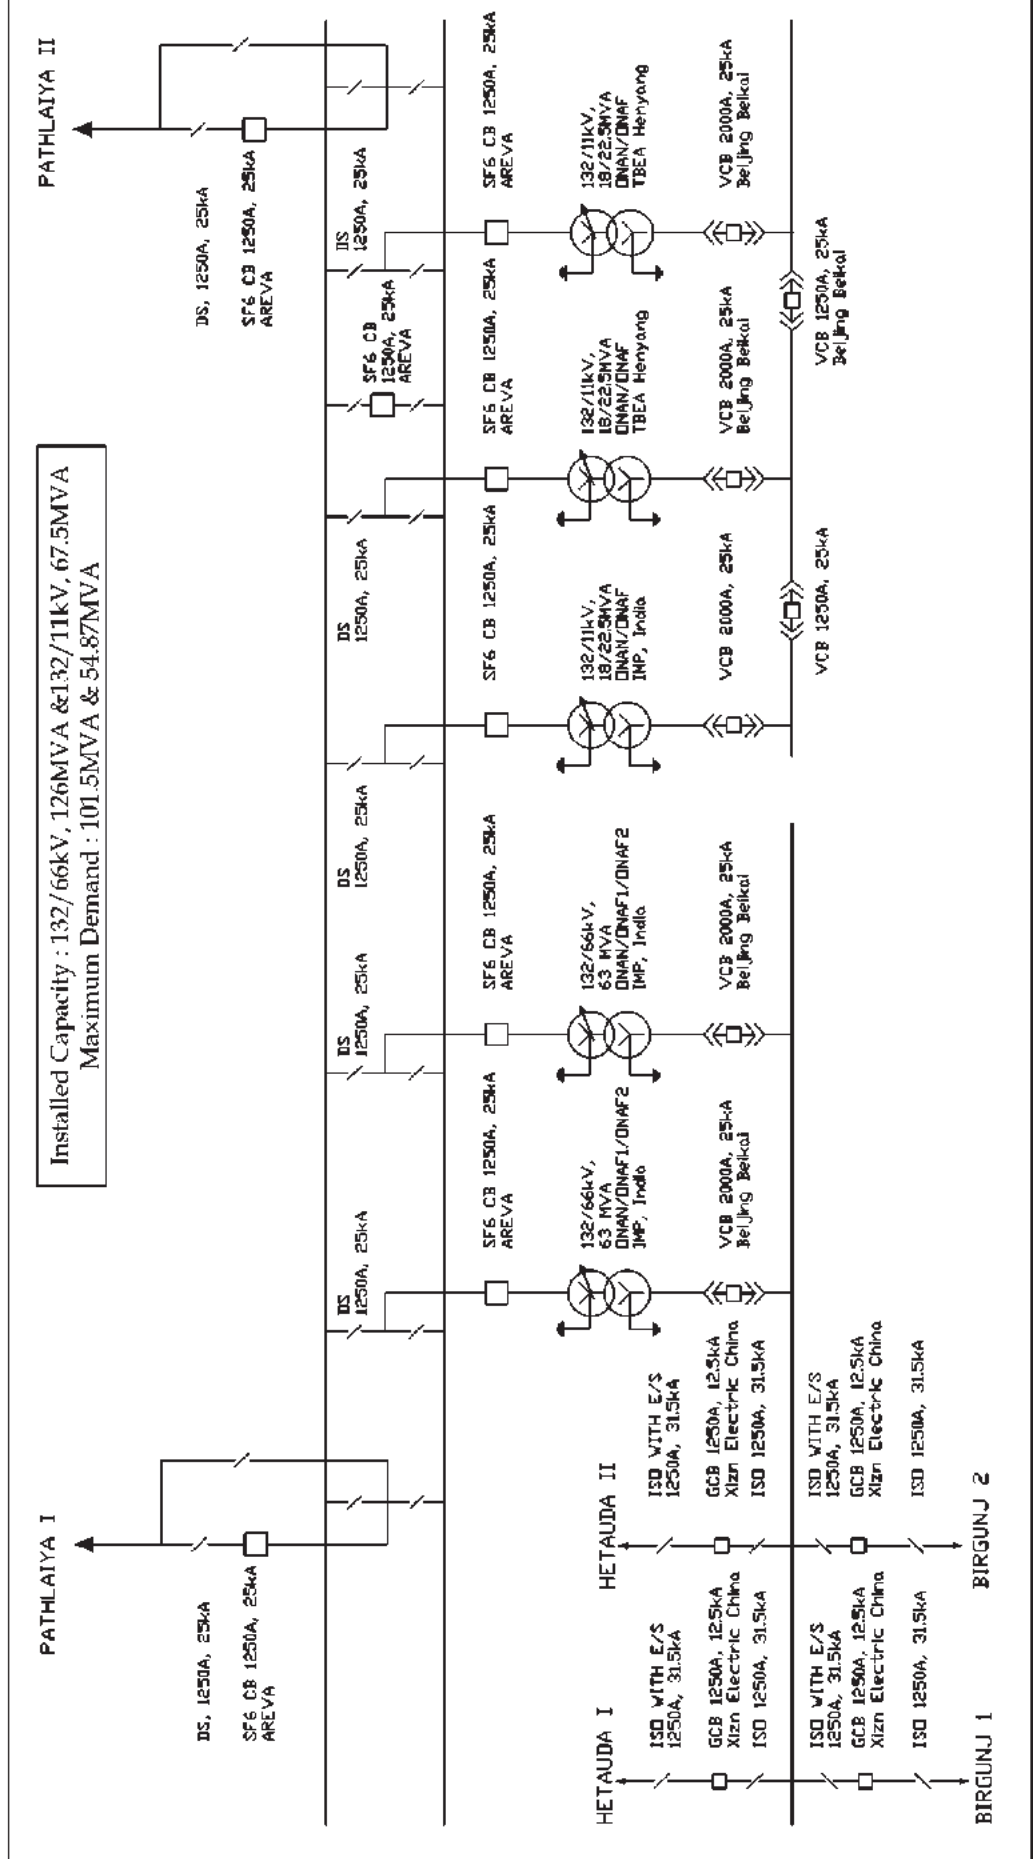 PATHLAIYA I
Installed Capacity : 132/66kV, 126MVA &132/11kV, 67.5MVA
Maximum Demand : 101.5MVA & 54.87MVA
PATHLAIYA II
DS, 1250A, 25kA
SF6 CB 1250A, 25kA
AREVA
DS, 1250A, 25kA
SF6 CB 1250A, 25kA
AREVA
DS
1250A, 25kA
DS
1250A, 25kA
DS
1250A, 25kA
DS
1250A, 25kA
SF6 CB
1250A, 25kA
AREVA
DS
1250A, 25kA
SF6 CB 1250A, 25kA
AREVA
SF6 CB 1250A, 25kA
AREVA
SF6 CB 1250A, 25kA
SF6 CB 1250A, 25kA
AREVA
SF6 CB 1250A, 25kA
AREVA
132/66kV,
63 MVA
ONAN/ONAF1/ONAF2
IMP, India
132/66kV,
63 MVA
ONAN/ONAF1/ONAF2
IMP, India
132/11kV,
18/22.5MVA
ONAN/ONAF
IMP, India
132/11kV,
18/22.5MVA
ONAN/ONAF
TBEA Henyang
132/11kV,
18/22.5MVA
ONAN/ONAF
TBEA Henyang
VCB 2000A, 25kA
Beijing Beikai
VCB 2000A, 25kA
Beijing Beikai
VCB 2000A, 25kA
VCB 2000A, 25kA
Beijing Beikai
VCB 2000A, 25kA
Beijing Beikai
VCB 1250A, 25kA
VCB 1250A, 25kA
Beijing Beikai
HETAUDA I
ISO WITH E/S
1250A, 31.5kA
GCB 1250A, 12.5kA
Xizn Electric China
ISO 1250A, 31.5kA
HETAUDA II
ISO WITH E/S
1250A, 31.5kA
GCB 1250A, 12.5kA
Xizn Electric China
ISO 1250A, 31.5kA
ISO WITH E/S
1250A, 31.5kA
GCB 1250A, 12.5kA
Xizn Electric China
ISO 1250A, 31.5kA
BIRGUNJ 1
ISO WITH E/S
1250A, 31.5kA
GCB 1250A, 12.5kA
Xizn Electric China
ISO 1250A, 31.5kA
BIRGUNJ 2